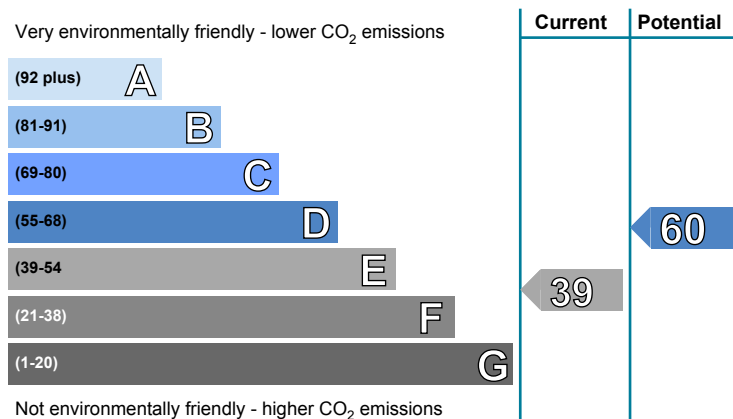 Very environmentally friendly - lower CO2 emissions
Current
Potential
(92 plus) A
(81-91) B
(69-80) C
(55-68) D
60
(39-54 E
39
(21-38) F
(1-20) G
Not environmentally friendly - higher CO2 emissions